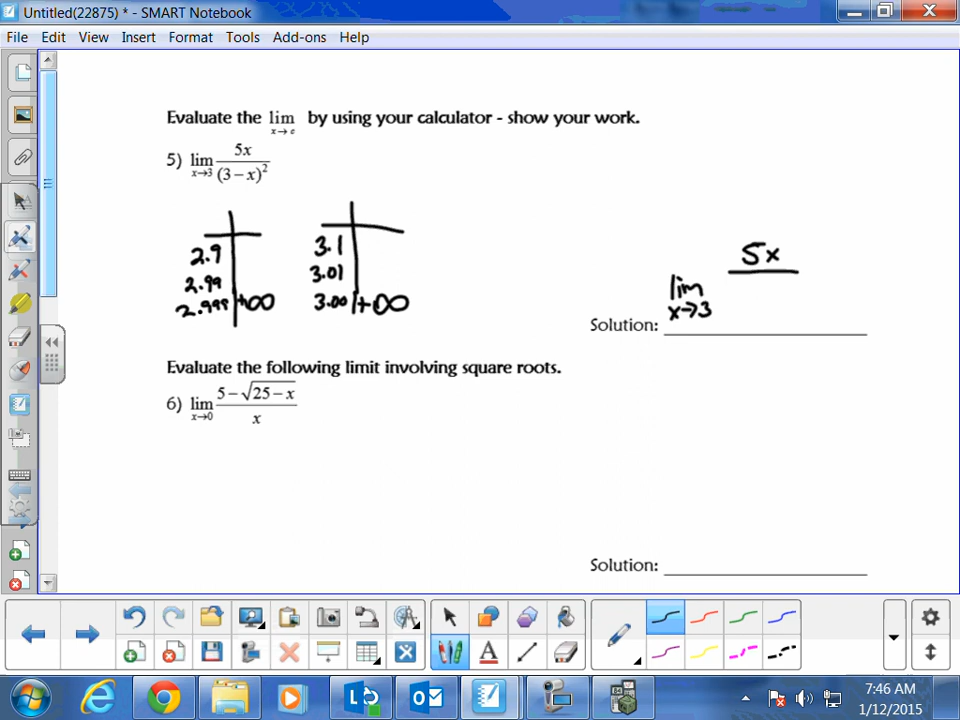 Untitled(22875) * - SMART Notebook
File Edit View Insert Format Tools Add-ons Help
Evaluate the lim x→c by using your calculator - show your work.
5) lim x→3 5x / (3 – x)²
2.9
2.99
2.999 +∞
3.1
3.01
3.001 +∞
5x
lim
x→3
Solution:
Evaluate the following limit involving square roots.
6) lim x→0 5 – √25 – x / x
Solution:
7:46 AM
1/12/2015